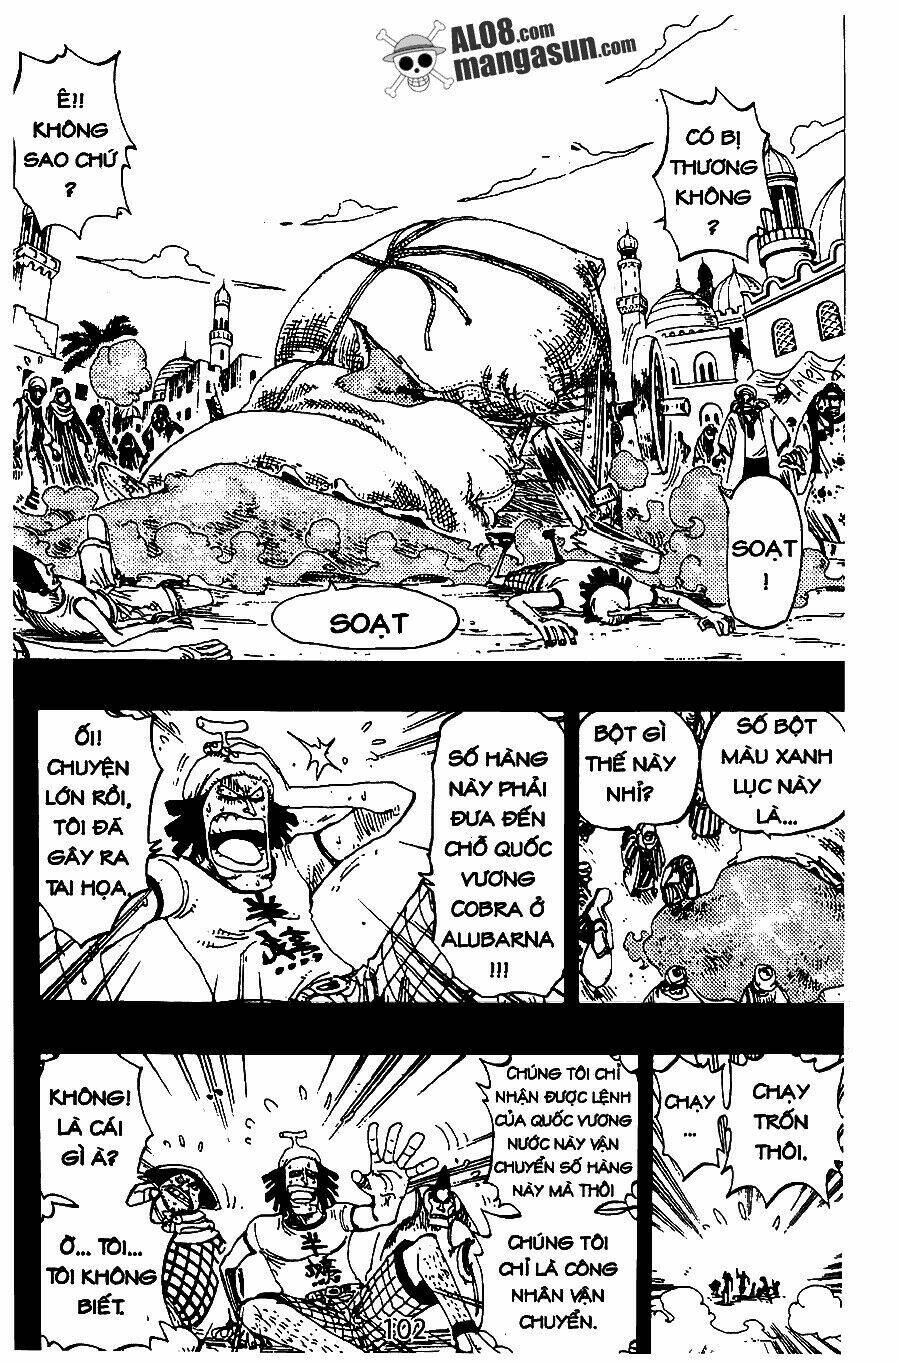 AL08.com
mangasun.com
Ê!!
KHÔNG
SAO CHỨ
?
CÓ BỊ
THƯƠNG
KHÔNG
?
SOẠT
!
SOẠT
ỐI!
CHUYỆN
LỚN RỒI,
TÔI ĐÃ
GÂY RA
TAI HỌA.
SỐ HÀNG
NÀY PHẢI
ĐƯA ĐẾN
CHỖ QUỐC
VƯƠNG
COBRA Ở
ALUBARNA
!!!
BỘT GÌ
THẾ NÀY
NHỈ?
SỐ BỘT
MÀU XANH
LỤC NÀY
LÀ...
KHÔNG!
LÀ CÁI
GÌ À?
Ờ... TÔI...
TÔI KHÔNG
BIẾT.
CHÚNG TÔI CHỈ
NHẬN ĐƯỢC LỆNH
CỦA QUỐC VƯƠNG
NƯỚC NÀY VẬN
CHUYỂN SỐ HÀNG
NÀY MÀ THÔI
CHÚNG TÔI
CHỈ LÀ CÔNG
NHÂN VẬN
CHUYỂN.
CHẠY
...
CHẠY
TRỐN
THÔI.
102